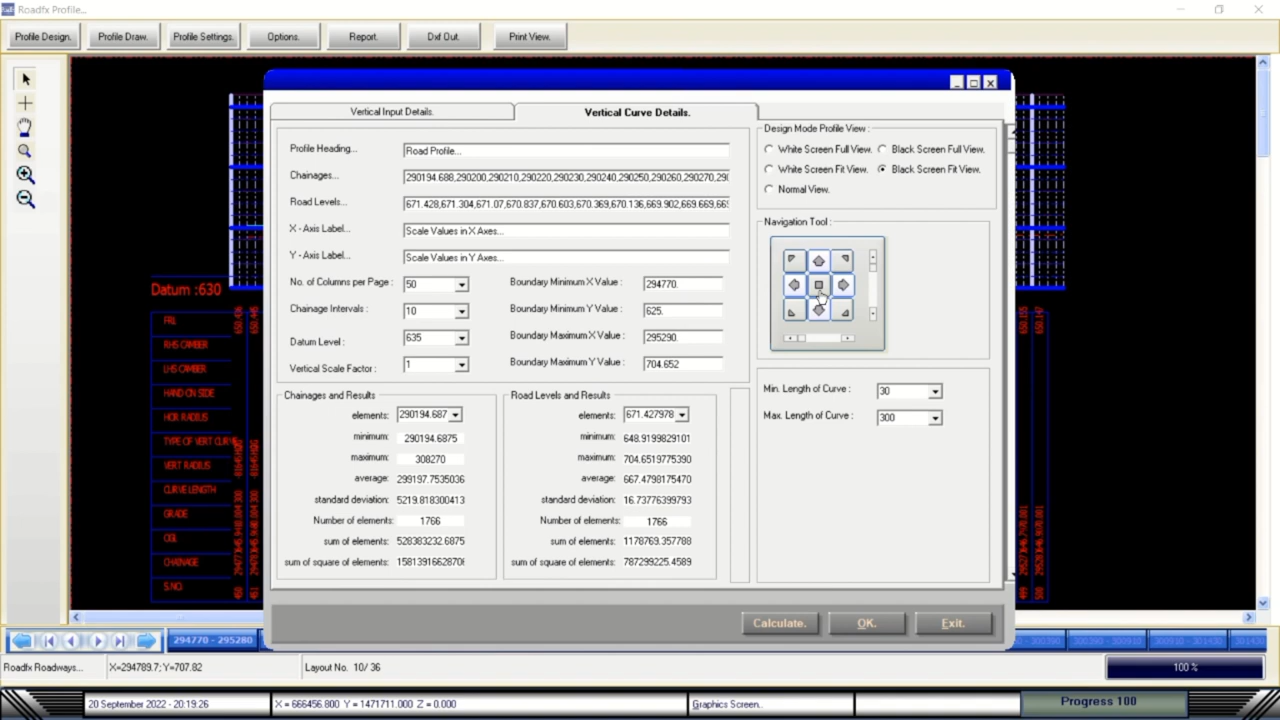 Roadfx Profile...
Profile Design. Profile Draw. Profile Settings. Options. Report. Dxf Out. Print View.
Vertical Input Details. Vertical Curve Details.
Profile Heading... Road Profile...
Chainages... 290194.688,290200,290210,290220,290230,290240,290250,290260,290270,290
Road Levels... 671.428,671.304,671.07,670.837,670.603,670.369,670.136,669.902,669.669,669
X - Axis Label... Scale Values in X Axes...
Y - Axis Label... Scale Values in Y Axes...
No. of Columns per Page : 50 Boundary Minimum X Value : 294770.
Chainage Intervals : 10 Boundary Minimum Y Value : 625.
Datum Level : 635 Boundary Maximum X Value : 295290.
Vertical Scale Factor : 1 Boundary Maximum Y Value : 704.652
Chainages and Results
elements: 290194.687
minimum: 290194.6875
maximum: 308270
average: 299197.7535036
standard deviation: 5219.818300413
Number of elements: 1766
sum of elements: 528383232.6875
sum of square of elements:
Road Levels and Results
elements: 671.427978
minimum: 648.9199829101
maximum: 704.6519775390
average: 667.4798175470
standard deviation: 16.73776399793
Number of elements: 1766
sum of elements: 1178769.357788
sum of square of elements: 787299225.4589
Design Mode Profile View :
White Screen Full View. Black Screen Full View.
White Screen Fit View. Black Screen Fit View.
Normal View.
Navigation Tool :
Min. Length of Curve : 30
Max. Length of Curve : 300
Calculate. OK. Exit.
Datum :630
FRL
RHS CAMBER
LHS CAMBER
HAND ON SIDE
HOR RADIUS
TYPE OF VERT CURVE
VERT RADIUS
CURVE LENGTH
GRADE
OGL
CHAINAGE
S.NO
294770 - 295280
Roadfx Roadways... X=294789.7; Y=707.82 Layout No. 10/ 36 100 %
20 September 2022 - 20:19:26 X = 666456.800 Y = 1471711.000 Z = 0.000 Graphics Screen.. Progress 100